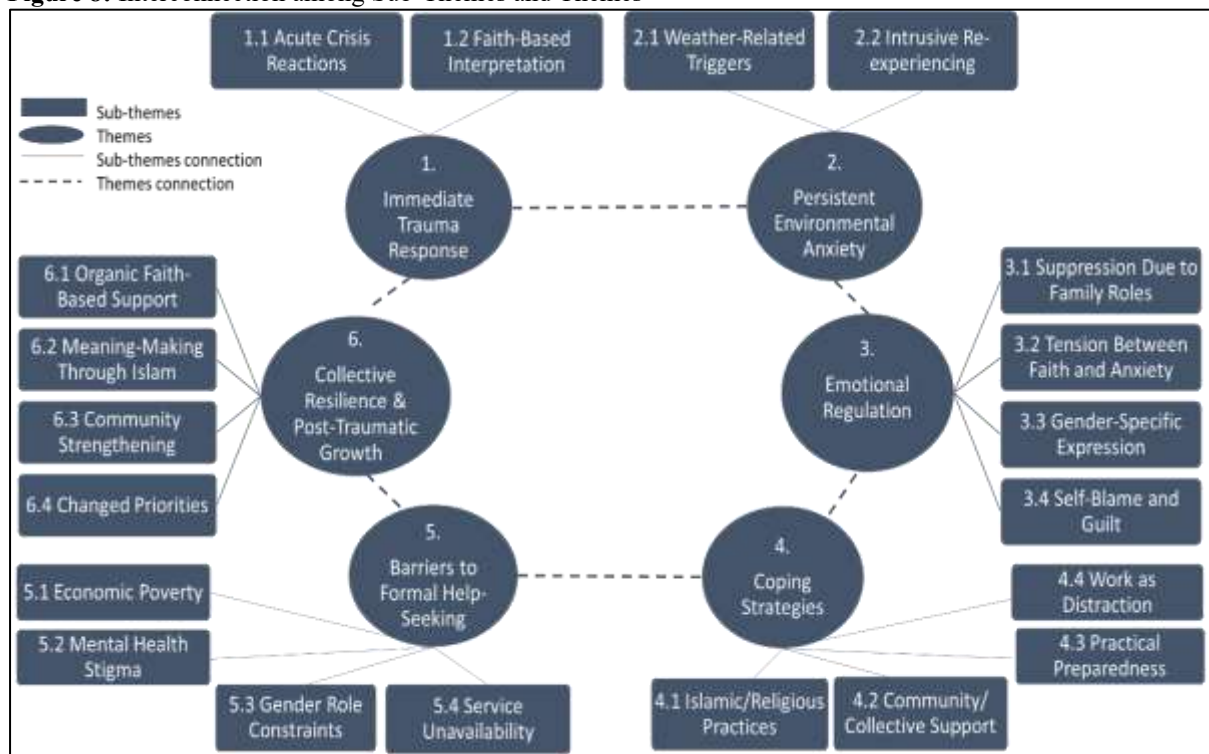 Figure 8: Interconnection among Sub-Themes and Themes
1.1 Acute Crisis
Reactions
1.2 Faith-Based
Interpretation
2.1 Weather-Related
Triggers
2.2 Intrusive Re-
experiencing
Sub-themes
Themes
Sub-themes connection
Themes connection
1.
Immediate
Trauma
Response
2.
Persistent
Environmental
Anxiety
3.
Emotional
Regulation
3.1 Suppression Due to
Family Roles
3.2 Tension Between
Faith and Anxiety
3.3 Gender-Specific
Expression
3.4 Self-Blame and
Guilt
4.
Coping
Strategies
4.4 Work as
Distraction
4.3 Practical
Preparedness
4.2 Community/
Collective Support
4.1 Islamic/Religious
Practices
5.
Barriers to
Formal Help-
Seeking
5.1 Economic Poverty
5.2 Mental Health
Stigma
5.3 Gender Role
Constraints
5.4 Service
Unavailability
6.
Collective
Resilience &
Post-Traumatic
Growth
6.1 Organic Faith-
Based Support
6.2 Meaning-Making
Through Islam
6.3 Community
Strengthening
6.4 Changed Priorities